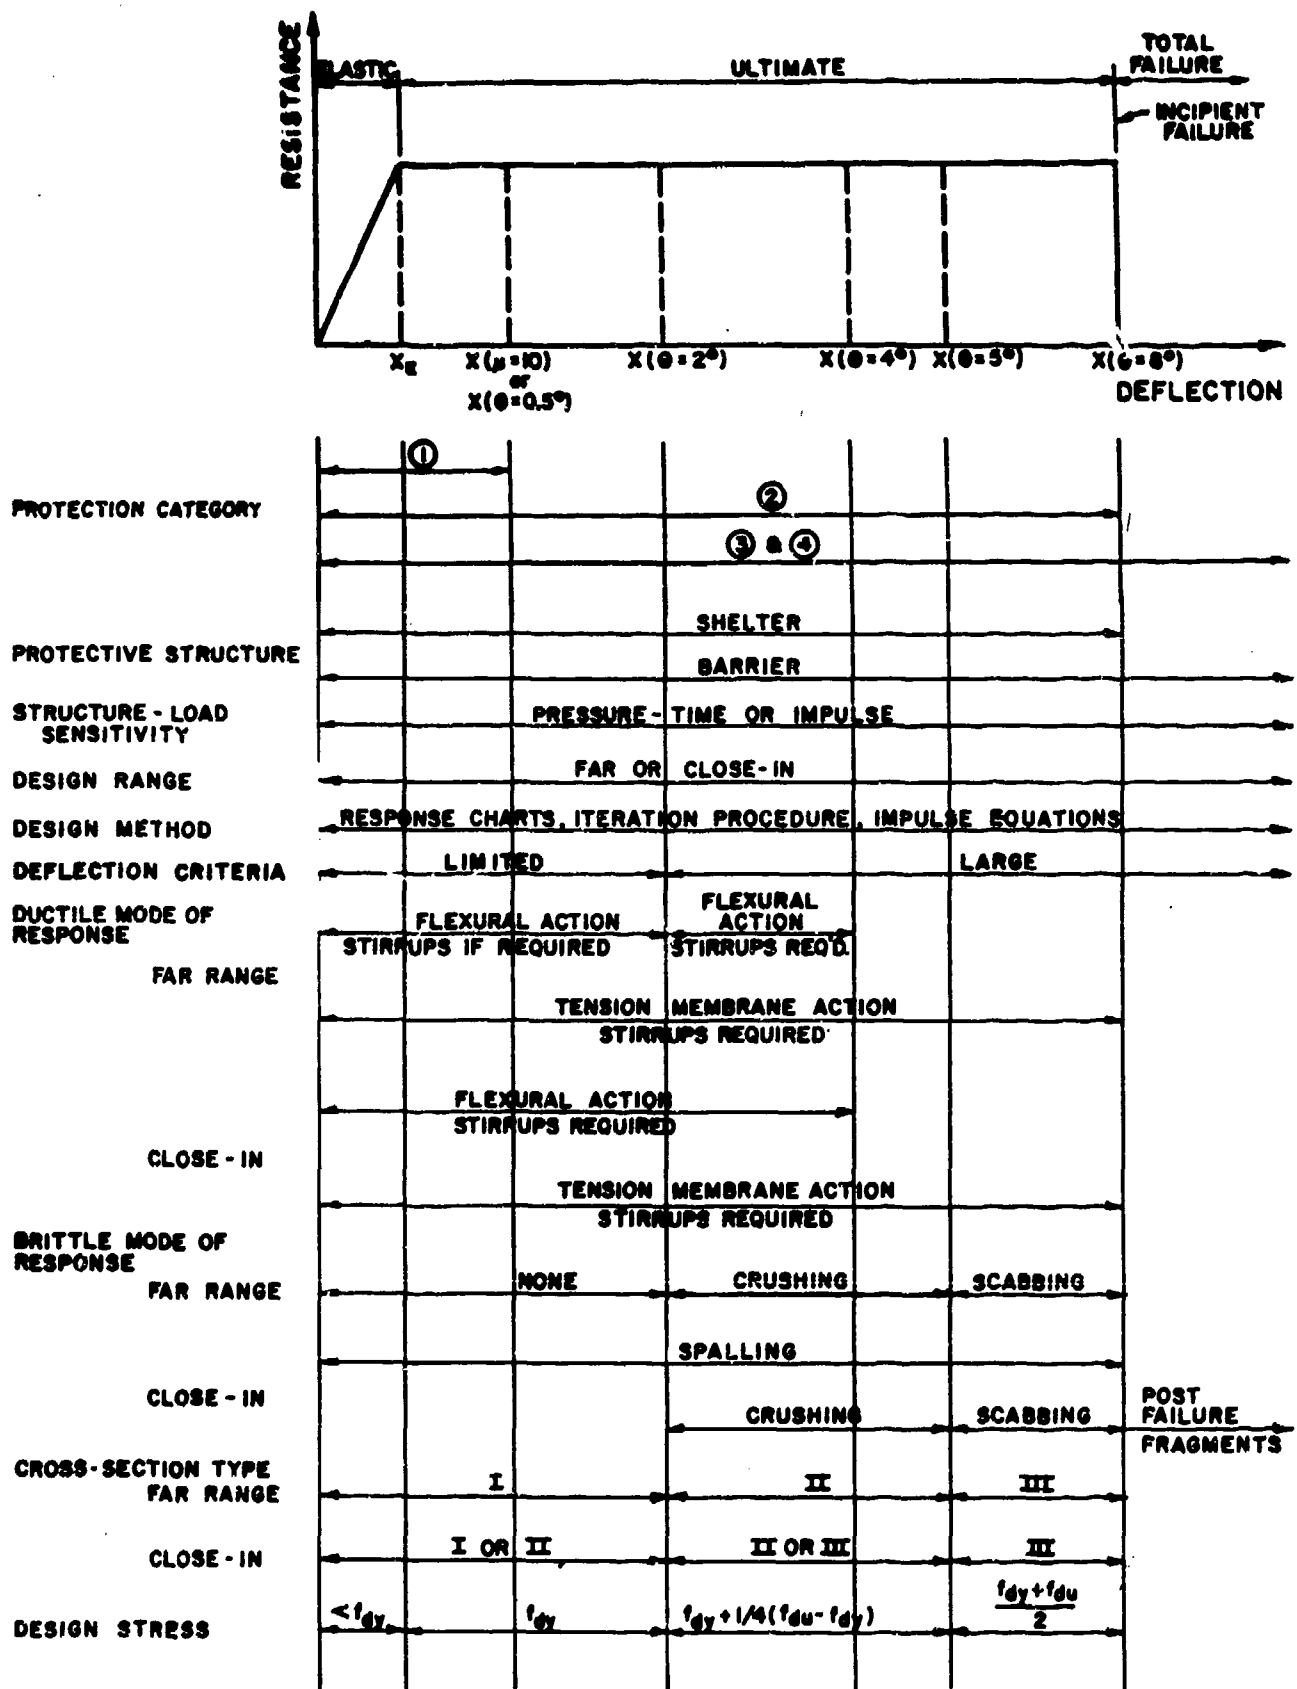 RESISTANCE
ELASTIC
ULTIMATE
TOTAL
FAILURE
INCIPIENT
FAILURE
X_E
X(μ=10)
or
X(θ=0.5°)
X(θ=2°)
X(θ=4°)
X(θ=5°)
X(θ=8°)
DEFLECTION
①
PROTECTION CATEGORY
②
③ & ④
SHELTER
PROTECTIVE STRUCTURE
BARRIER
STRUCTURE - LOAD
SENSITIVITY
PRESSURE - TIME OR IMPULSE
DESIGN RANGE
FAR OR CLOSE-IN
DESIGN METHOD
RESPONSE CHARTS, ITERATION PROCEDURE, IMPULSE EQUATIONS
DEFLECTION CRITERIA
LIMITED
LARGE
DUCTILE MODE OF
RESPONSE
FLEXURAL ACTION
STIRRUPS IF REQUIRED
FLEXURAL
ACTION
STIRRUPS REQD.
FAR RANGE
TENSION MEMBRANE ACTION
STIRRUPS REQUIRED
FLEXURAL ACTION
STIRRUPS REQUIRED
CLOSE - IN
TENSION MEMBRANE ACTION
STIRRUPS REQUIRED
BRITTLE MODE OF
RESPONSE
FAR RANGE
NONE
CRUSHING
SCABBING
SPALLING
CLOSE - IN
CRUSHING
SCABBING
POST
FAILURE
FRAGMENTS
CROSS-SECTION TYPE
FAR RANGE
I
II
III
CLOSE - IN
I OR II
II OR III
III
DESIGN STRESS
< f_dy
f_dy
f_dy + 1/4 (f_du - f_dy)
f_dy + f_du
2